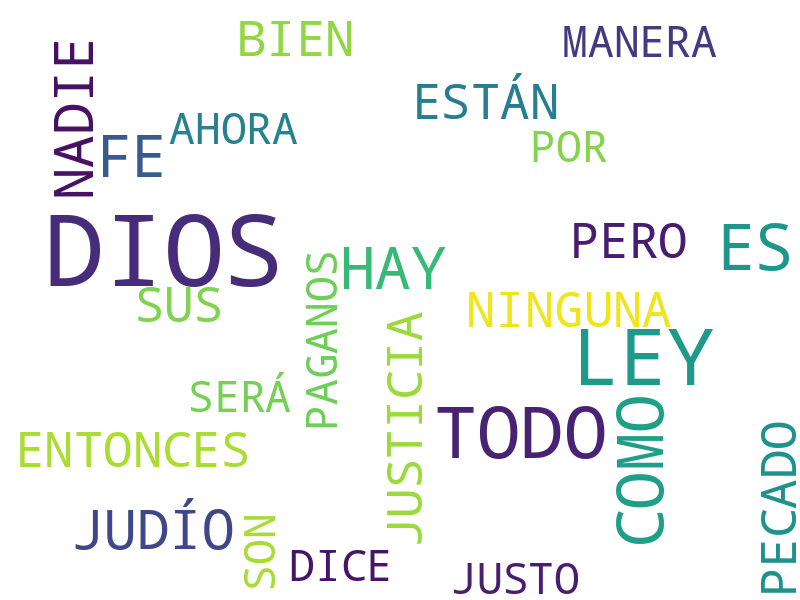 BIEN
MANERA
NADIE
ESTÁN
AHORA
FE
POR
DIOS
PERO
ES
HAY
SUS
PAGANOS
NINGUNA
LEY
JUSTICIA
SERÁ
TODO
COMO
ENTONCES
PECADO
JUDÍO
SON
DICE
JUSTO